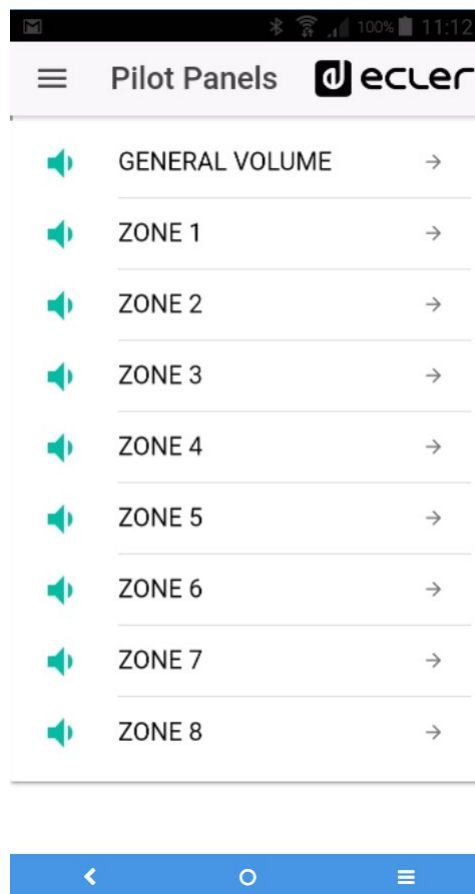 100% 11:12
Pilot Panels ecler
GENERAL VOLUME
ZONE 1
ZONE 2
ZONE 3
ZONE 4
ZONE 5
ZONE 6
ZONE 7
ZONE 8